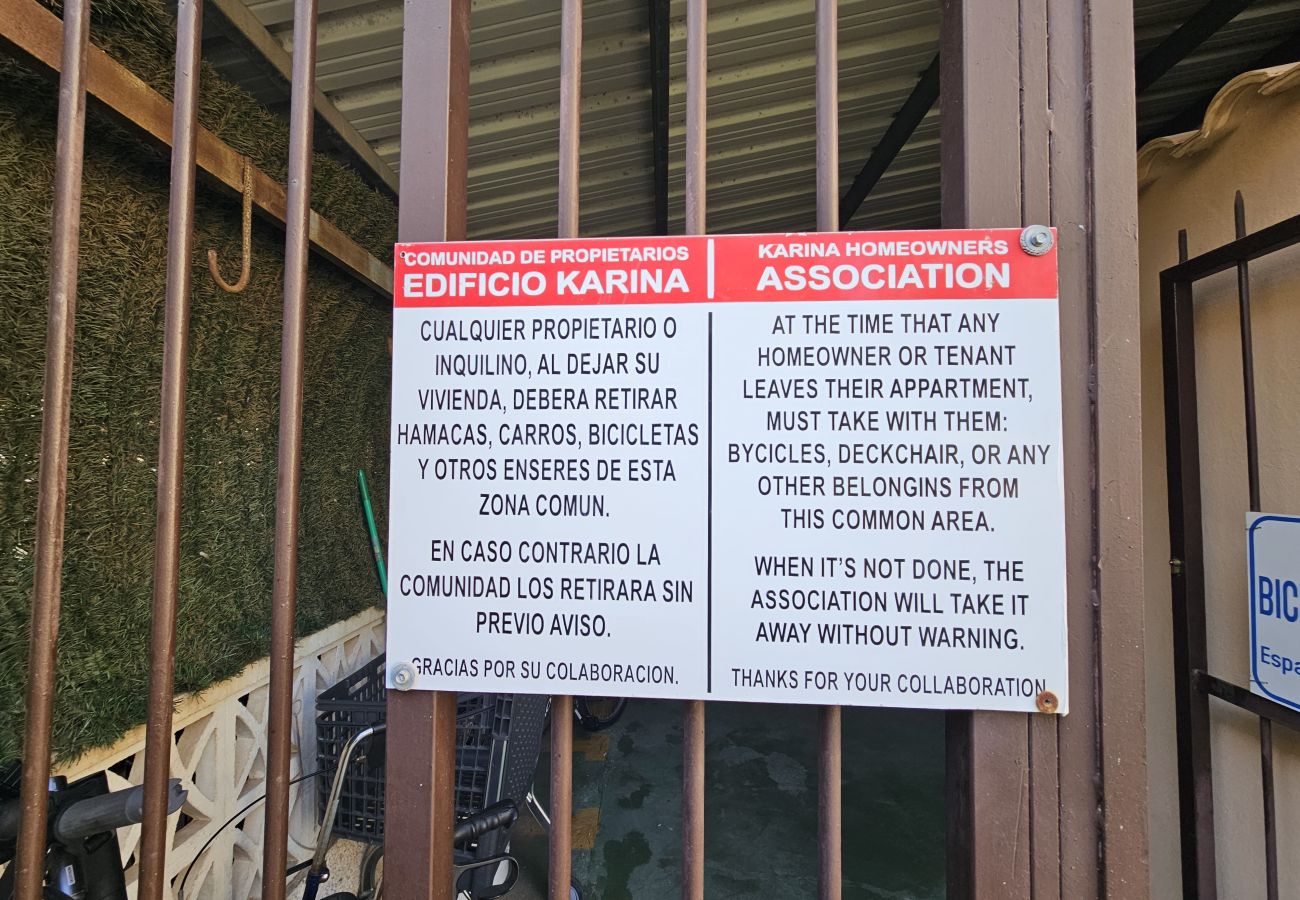 COMUNIDAD DE PROPIETARIOS
EDIFICIO KARINA
CUALQUIER PROPIETARIO O
INQUILINO, AL DEJAR SU
VIVIENDA, DEBERA RETIRAR
HAMACAS, CARROS, BICICLETAS
Y OTROS ENSERES DE ESTA
ZONA COMUN.
EN CASO CONTRARIO LA
COMUNIDAD LOS RETIRARA SIN
PREVIO AVISO.
GRACIAS POR SU COLABORACION.
KARINA HOMEOWNERS
ASSOCIATION
AT THE TIME THAT ANY
HOMEOWNER OR TENANT
LEAVES THEIR APPARTMENT,
MUST TAKE WITH THEM:
BYCICLES, DECKCHAIR, OR ANY
OTHER BELONGINS FROM
THIS COMMON AREA.
WHEN IT'S NOT DONE, THE
ASSOCIATION WILL TAKE IT
AWAY WITHOUT WARNING.
THANKS FOR YOUR COLLABORATION